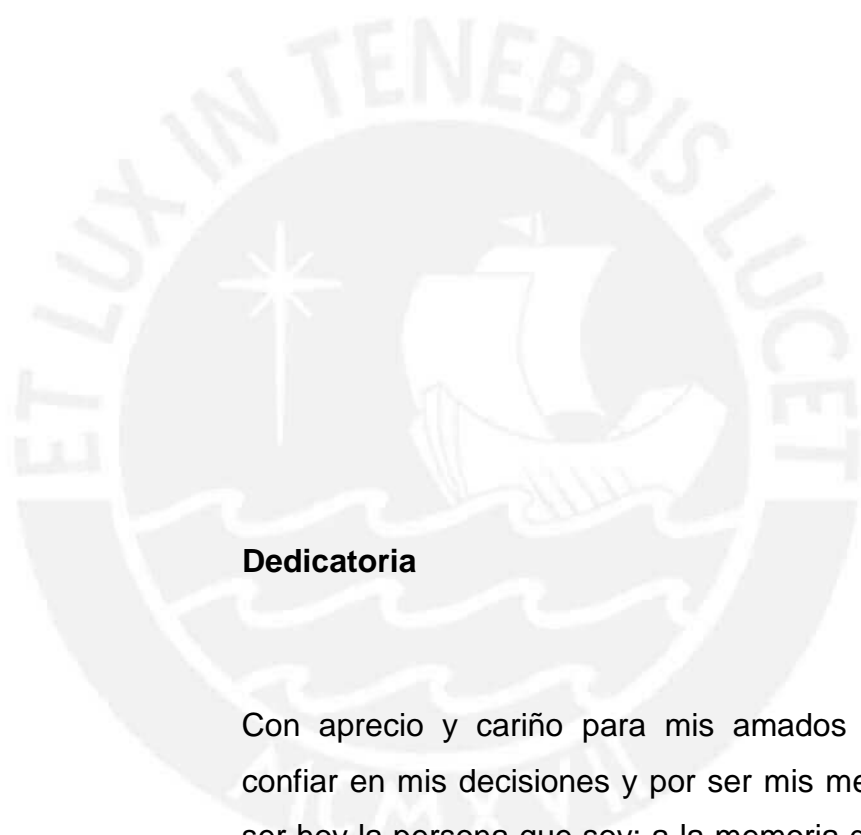 ET LUX IN TENEBRIS LUCET
Dedicatoria
Con aprecio y cariño para mis amados
confiar en mis decisiones y por ser mis me
ser hoy la persona que soy; a la memoria